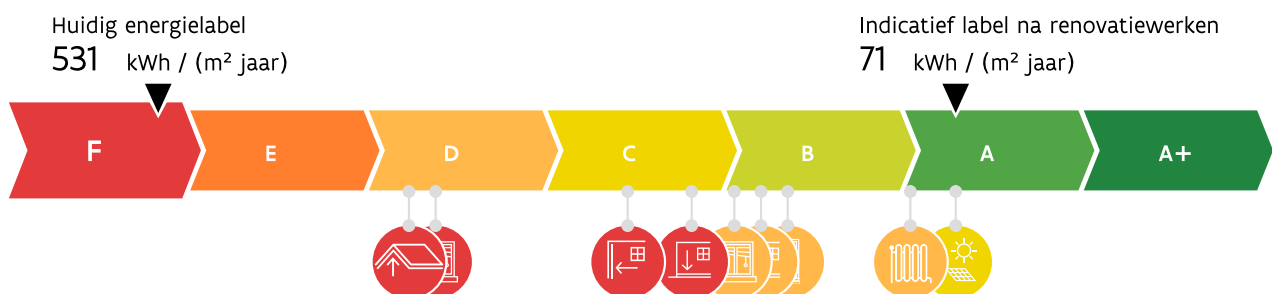 Huidig energielabel
531 kWh / (m² jaar)
Indicatief label na renovatiewerken
71 kWh / (m² jaar)
F E D C B A A+